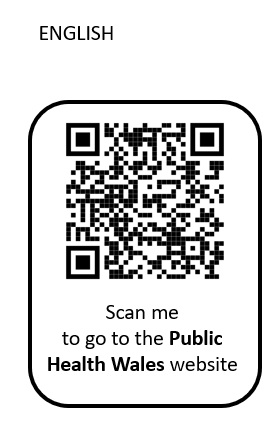 ENGLISH
Scan me
to go to the Public
Health Wales website